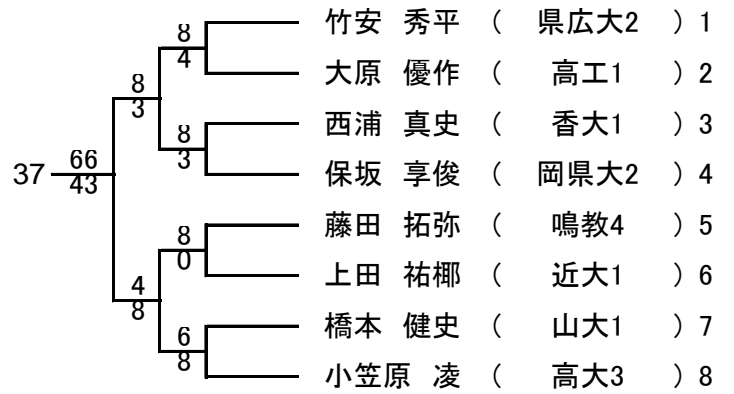 竹安 秀平 ( 県広大2 ) 1
8
4
大原 優作 ( 高工1 ) 2
8
3
西浦 真史 ( 香大1 ) 3
8
3
37 66
43
保坂 享俊 ( 岡県大2 ) 4
藤田 拓弥 ( 鳴教4 ) 5
8
0
上田 祐椰 ( 近大1 ) 6
4
8
橋本 健史 ( 山大1 ) 7
6
8
小笠原 凌 ( 高大3 ) 8